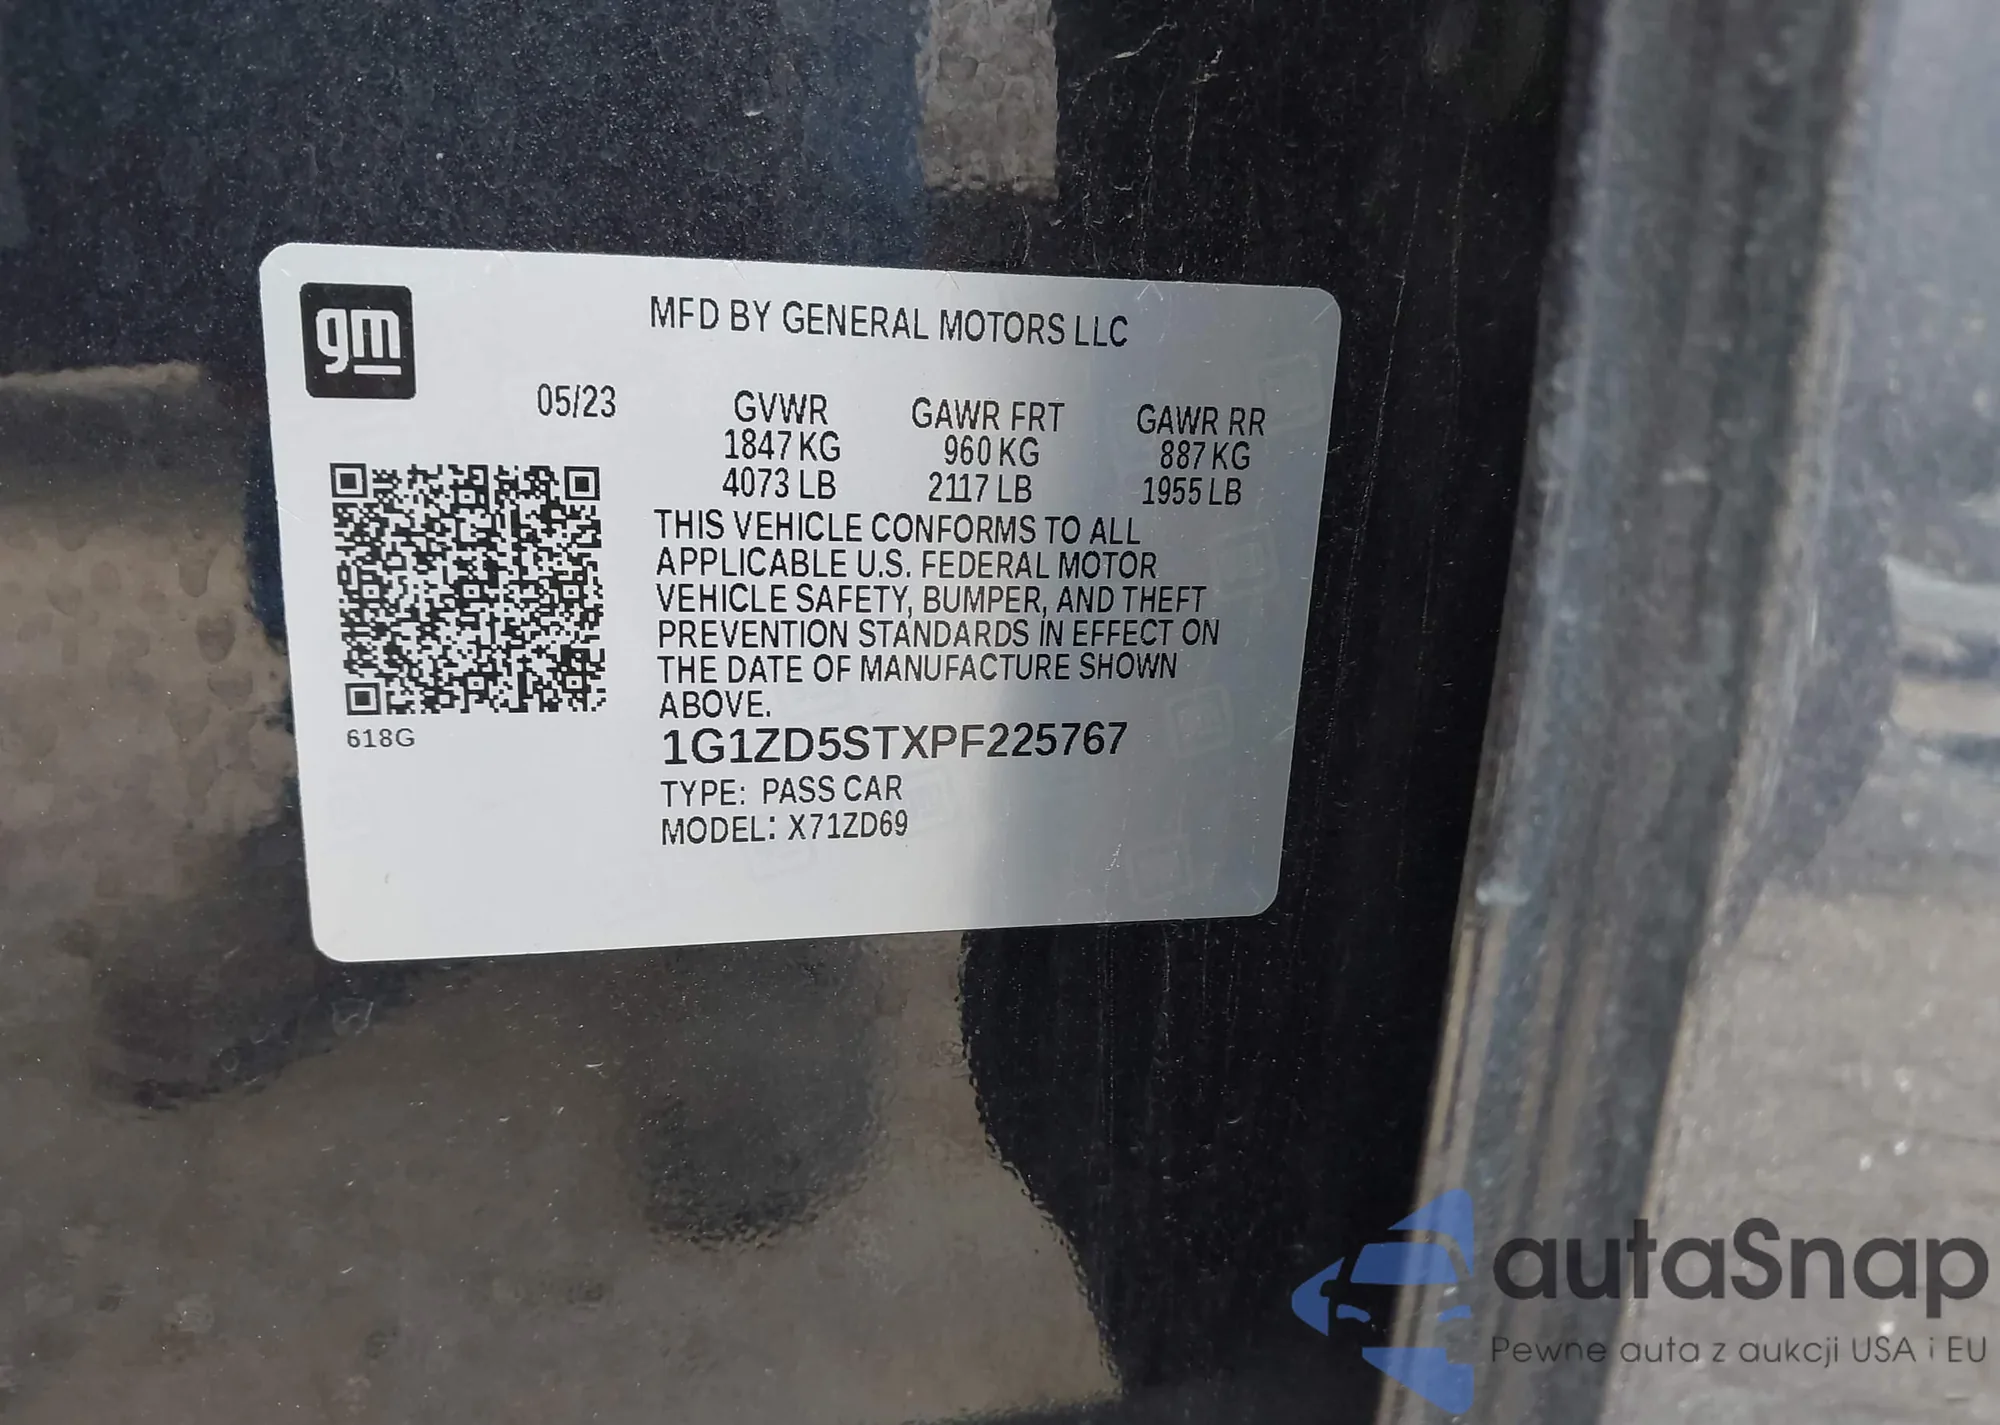 gm
MFD BY GENERAL MOTORS LLC
05/23 GVWR GAWR FRT GAWR RR
1847 KG 960 KG 887 KG
4073 LB 2117 LB 1955 LB
THIS VEHICLE CONFORMS TO ALL
APPLICABLE U.S. FEDERAL MOTOR
VEHICLE SAFETY, BUMPER, AND THEFT
PREVENTION STANDARDS IN EFFECT ON
THE DATE OF MANUFACTURE SHOWN
ABOVE.
618G
1G1ZD5STXPF225767
TYPE: PASS CAR
MODEL: X71ZD69
autaSnap
Pewne auta z aukcji USA i EU